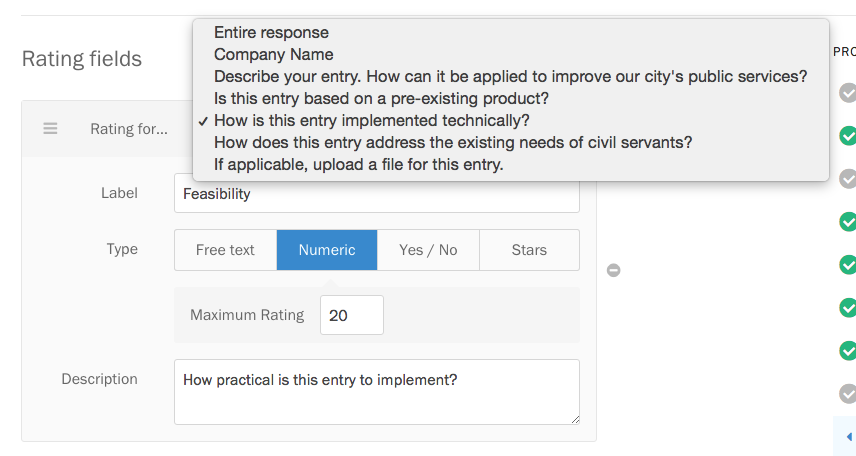 Entire response
Company Name
Describe your entry. How can it be applied to improve our city's public services?
Is this entry based on a pre-existing product?
✓ How is this entry implemented technically?
How does this entry address the existing needs of civil servants?
If applicable, upload a file for this entry.
Rating fields
Rating for...
Label Feasibility
Type Free text Numeric Yes / No Stars
Maximum Rating 20
Description How practical is this entry to implement?
PRO